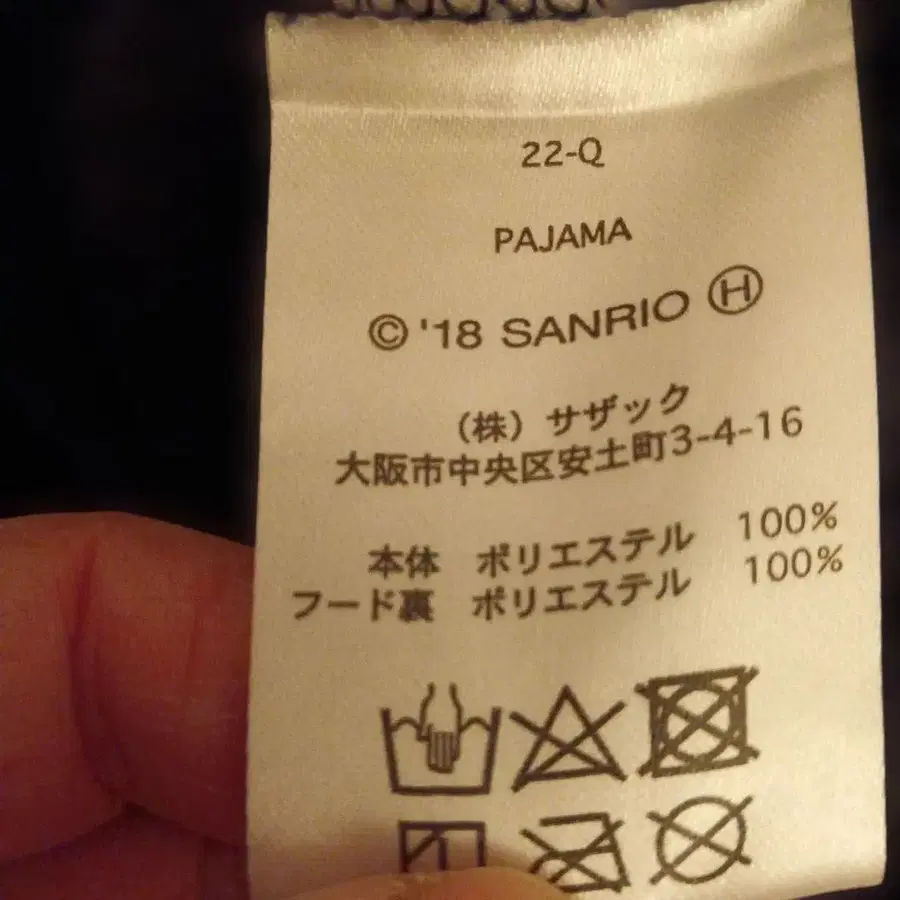 22-Q
PAJAMA
© '18 SANRIO Ⓗ
（株）サザック
大阪市中央区安土町3-4-16
本体 ポリエステル 100%
フード裏 ポリエステル 100%